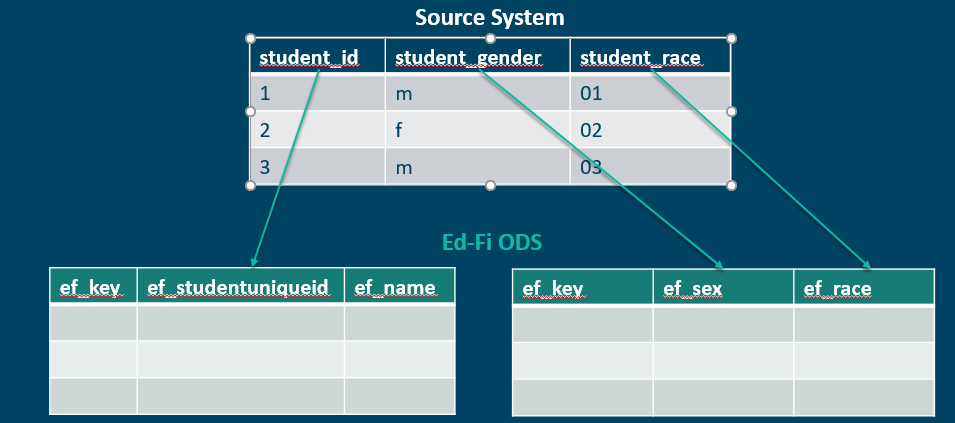 Source System
student_id student_gender student_race
1 m 01
2 f 02
3 m 03
Ed-Fi ODS
ef_key ef_studentuniqueid ef_name
ef_key ef_sex ef_race